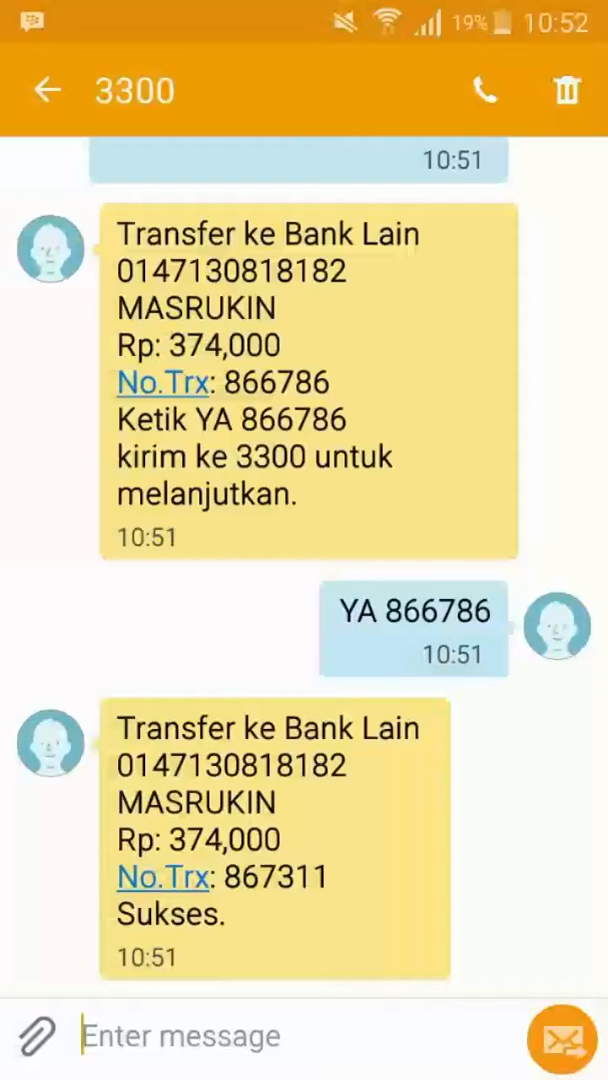 19% 10:52
3300
10:51
Transfer ke Bank Lain
0147130818182
MASRUKIN
Rp: 374,000
No.Trx: 866786
Ketik YA 866786
kirim ke 3300 untuk
melanjutkan.
10:51
YA 866786
10:51
Transfer ke Bank Lain
0147130818182
MASRUKIN
Rp: 374,000
No.Trx: 867311
Sukses.
10:51
Enter message